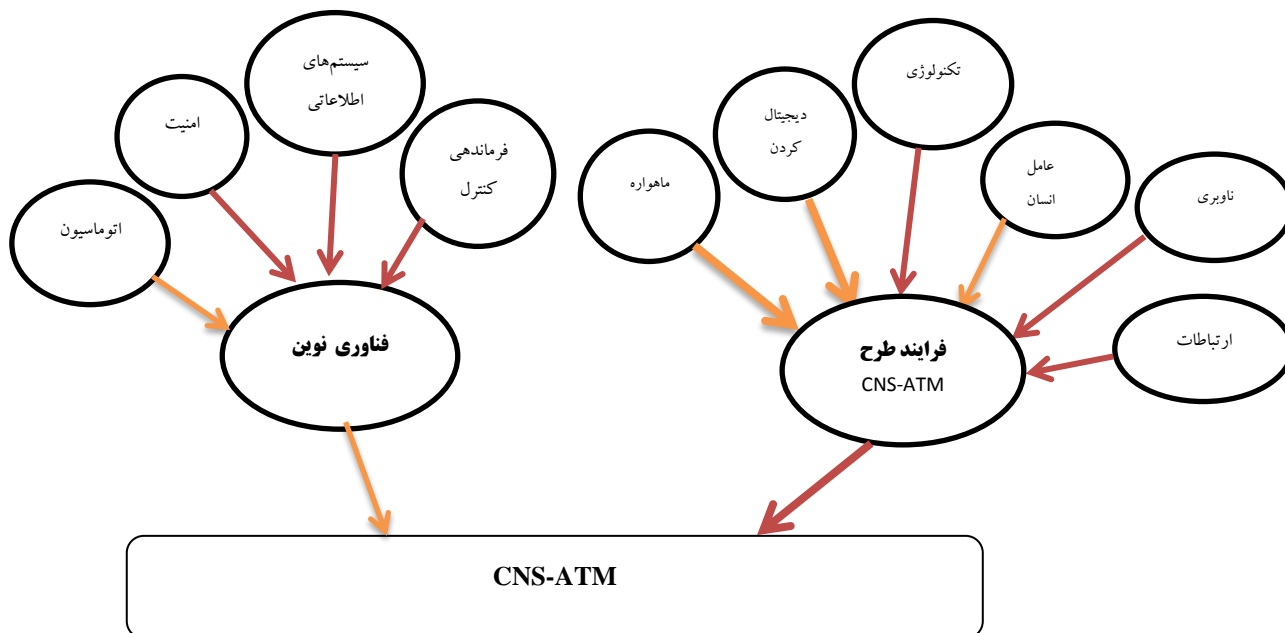 تکنولوژی
سیستم‌های
اطلاعاتی
دیجیتال
کردن
امنیت
فرماندهی
کنترل
عامل
انسان
ماهواره
ناوبری
اتوماسیون
ارتباطات
فرایند طرح
CNS-ATM
فناوری نوین
CNS-ATM